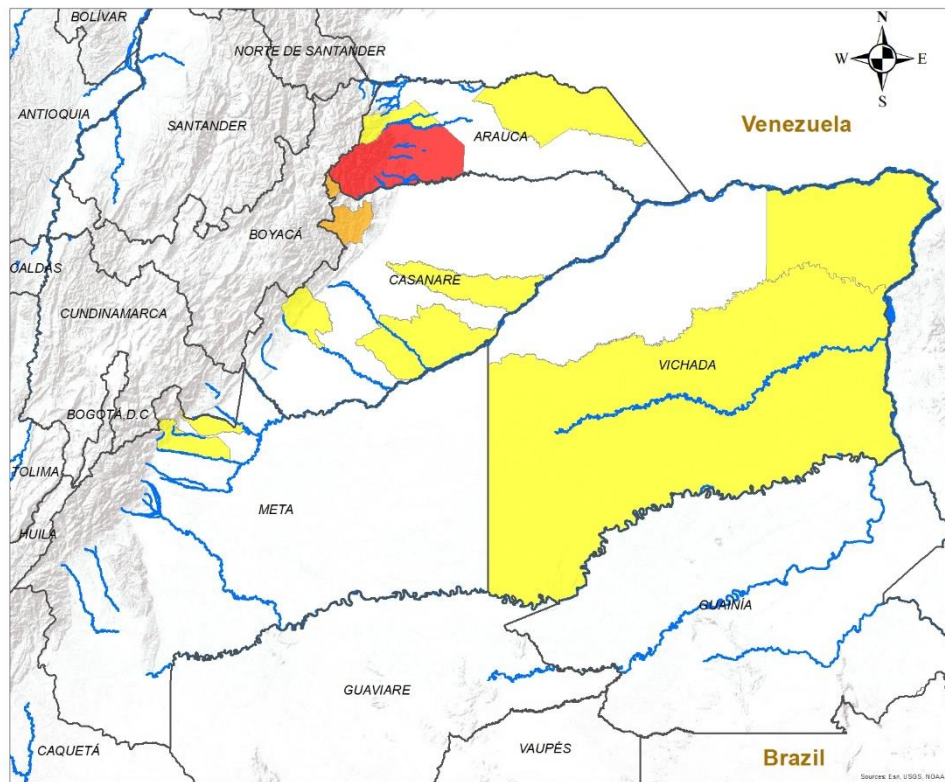 BOLÍVAR
NORTE DE SANTANDER
N
W
E
S
ANTIOQUIA
SANTANDER
ARAUCA
Venezuela
BOYACÁ
CALDAS
CASANARE
CUNDINAMARCA
VICHADA
BOGOTÁ, D.C
TOLIMA
META
HUILA
GUAINÍA
GUAVIARE
CAQUETÁ
VAUPÉS
Brazil
Sources: Esri, USGS, NOAA